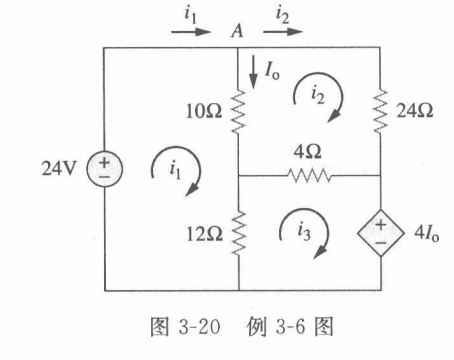 i₁ A i₂
Iₒ
10Ω i₂ 24Ω
4Ω
24V + − i₁
12Ω i₃ + − 4Iₒ
图 3-20 例 3-6 图